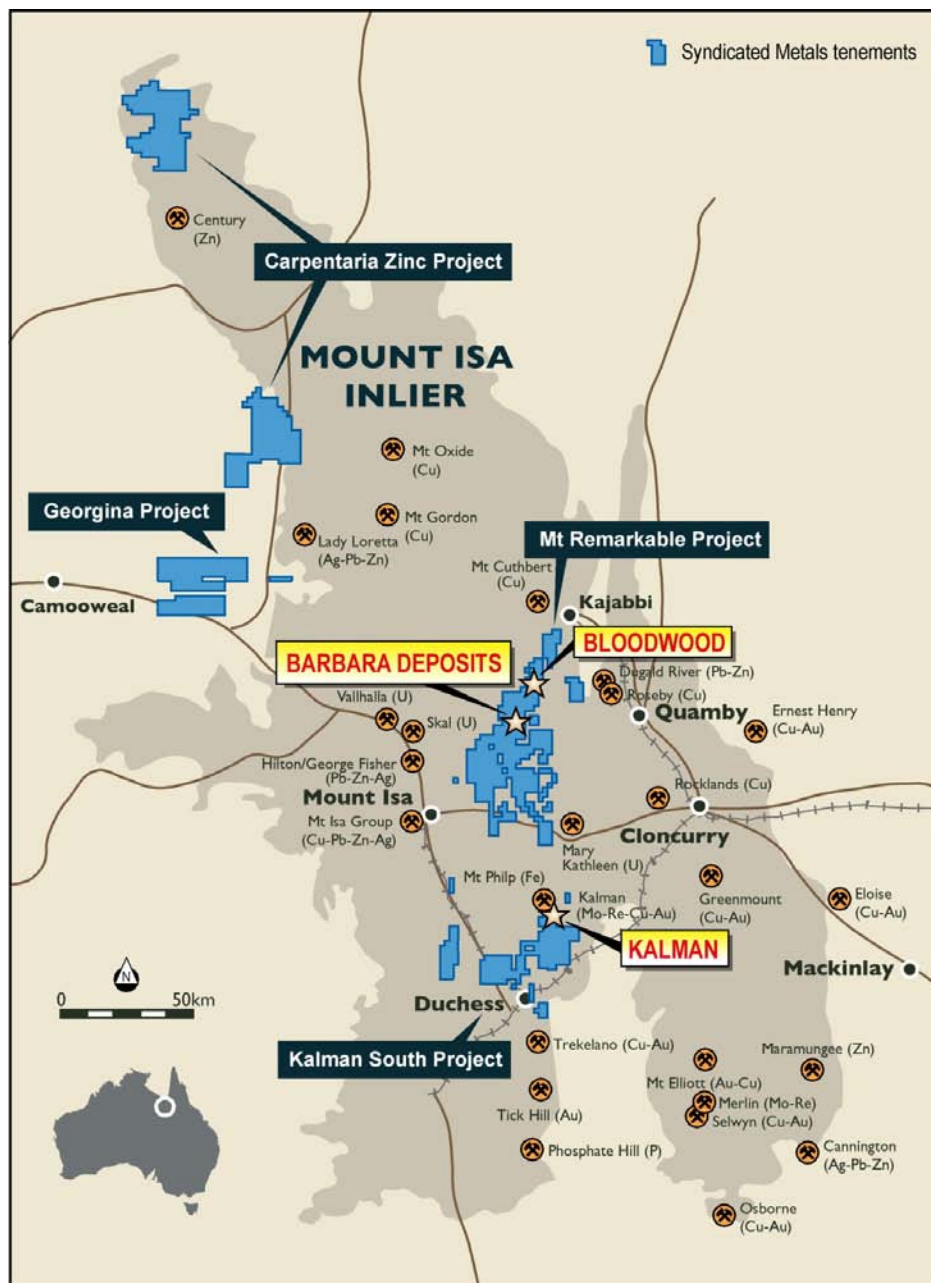 Syndicated Metals tenements
Century
(Zn)
Carpentaria Zinc Project
MOUNT ISA
INLIER
Mt Oxide
(Cu)
Georgina Project
Mt Gordon
(Cu)
Lady Loretta
(Ag-Pb-Zn)
Mt Remarkable Project
Mt Cuthbert
(Cu)
Camooweal
Kajabbi
BLOODWOOD
BARBARA DEPOSITS
Dugald River (Pb-Zn)
Roseby (Cu)
Vallhalla (U)
Skal (U)
Quamby
Ernest Henry
(Cu-Au)
Hilton/George Fisher
(Pb-Zn-Ag)
Mount Isa
Rocklands (Cu)
Mt Isa Group
(Cu-Pb-Zn-Ag)
Cloncurry
Mary
Kathleen (U)
Mt Philp (Fe)
Kalman
(Mo-Re-Cu-Au)
Greenmount
(Cu-Au)
Eloise
(Cu-Au)
KALMAN
Mackinlay
N
0
50km
Duchess
Kalman South Project
Trekelano (Cu-Au)
Maramungee (Zn)
Mt Elliott (Au-Cu)
Merlin (Mo-Re)
Selwyn (Cu-Au)
Tick Hill (Au)
Phosphate Hill (P)
Cannington
(Ag-Pb-Zn)
Osborne
(Cu-Au)